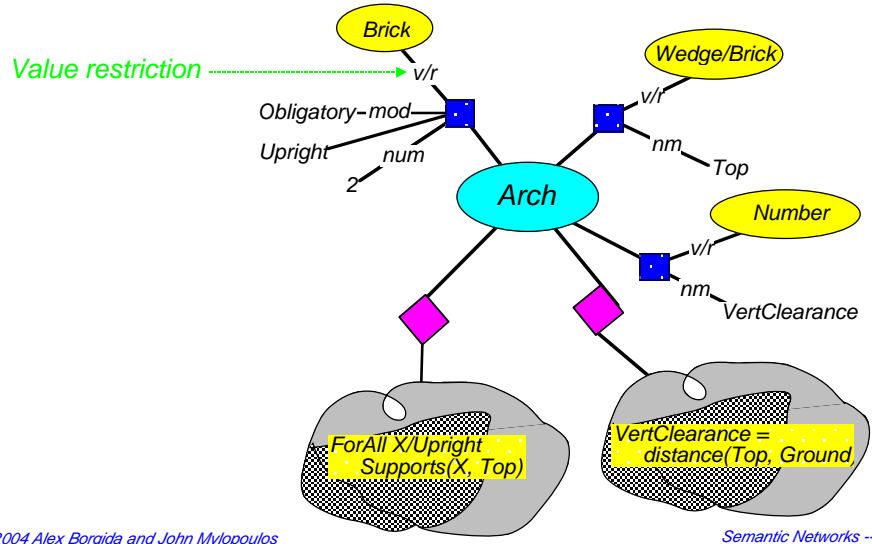 Brick
Wedge/Brick
Value restriction
v/r
v/r
Obligatory-mod
Upright
num
nm
2
Top
Arch
Number
v/r
nm
VertClearance
ForAll X/Upright
Supports(X, Top)
VertClearance =
distance(Top, Ground)
2004 Alex Borgida and John Mylopoulos
Semantic Networks --